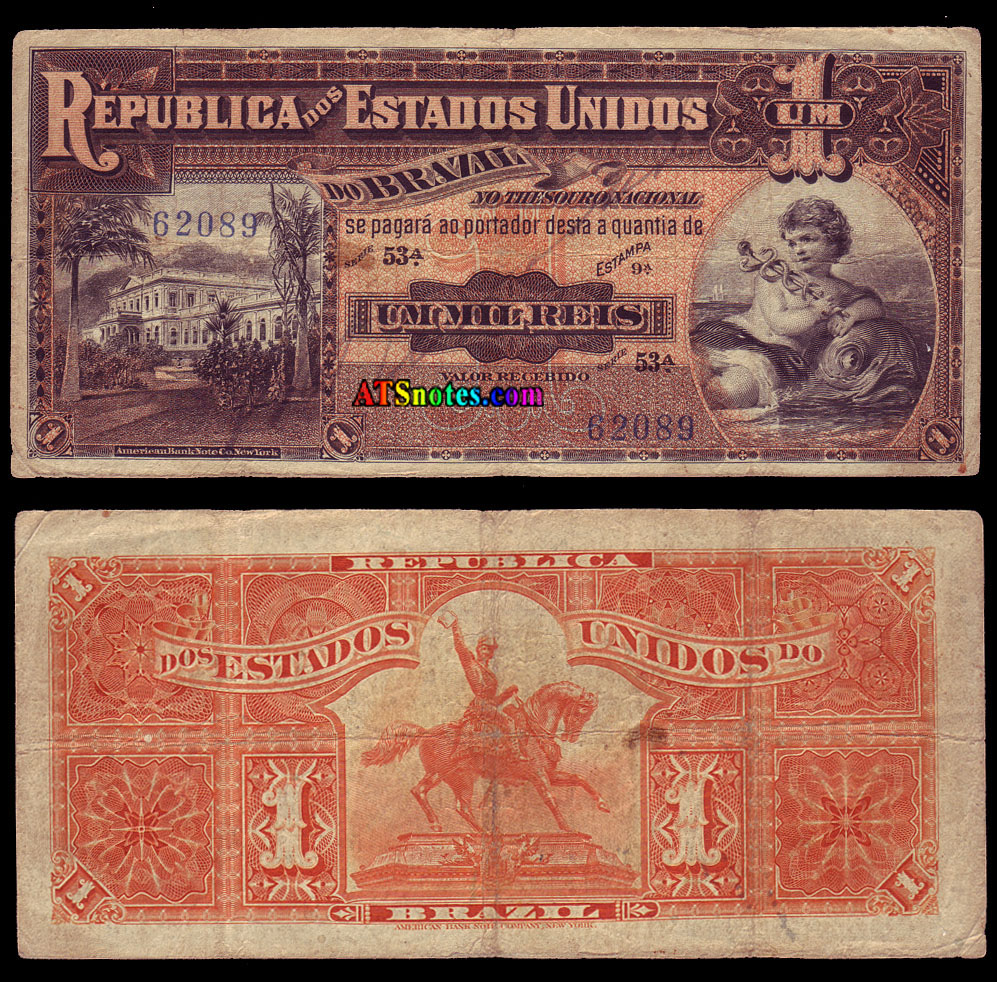 REPUBLICA DOS ESTADOS UNIDOS
1
UM
DO BRAZIL
NO THESOURO NACIONAL
62089
se pagará ao portador desta a quantia de
SERIE 53A.
ESTAMPA 9A
UM MIL REIS
SERIE 53A.
VALOR RECEBIDO
ATSnotes.com
62089
1
1
1
American Bank Note Co. New York
REPUBLICA
1
1
DOS ESTADOS UNIDOS DO
1
1
1
1
BRAZIL
AMERICAN BANK NOTE COMPANY, NEW YORK.